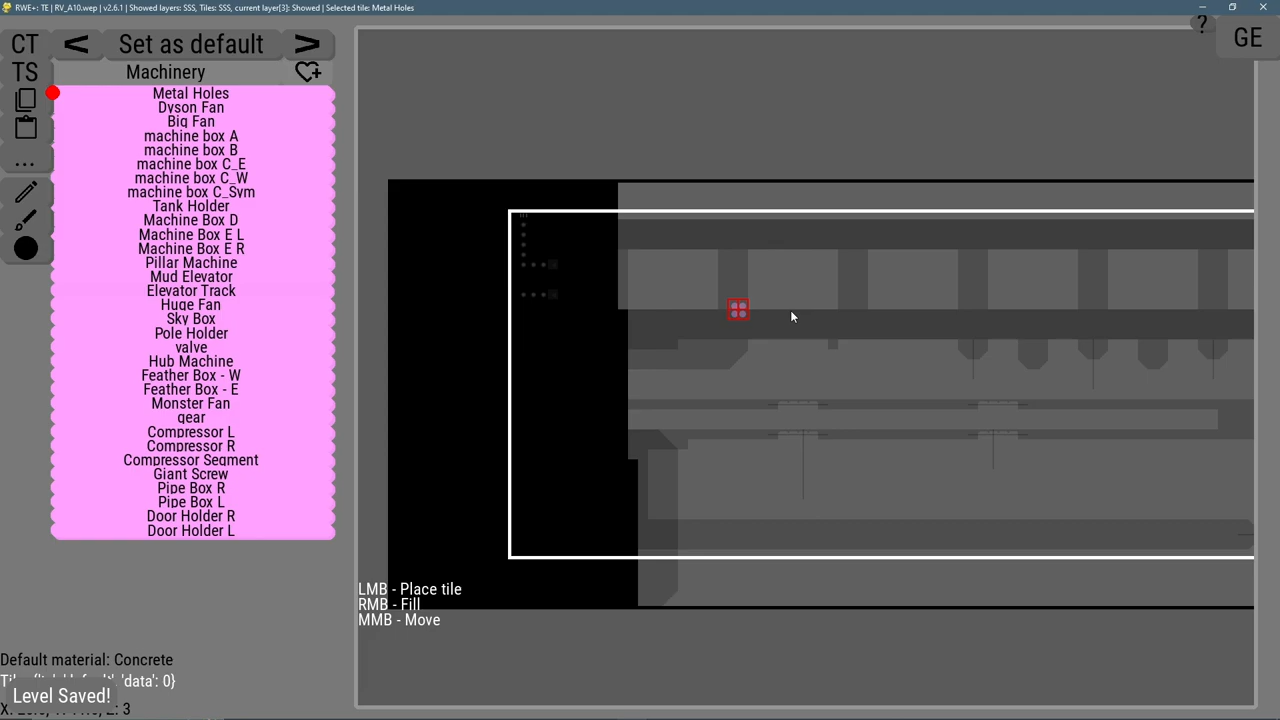 RWE+: TE | RV_A10.wep | v2.6.1 | Showed layers: SSS, Tiles: SSS, current layer[3]: Showed | Selected tile: Metal Holes
CT < Set as default > ? GE
TS Machinery
Metal Holes
Dyson Fan
Big Fan
machine box A
machine box B
machine box C_E
machine box C_W
machine box C_Sym
Tank Holder
Machine Box D
Machine Box E L
Machine Box E R
Pillar Machine
Mud Elevator
Elevator Track
Huge Fan
Sky Box
Pole Holder
valve
Hub Machine
Feather Box - W
Feather Box - E
Monster Fan
gear
Compressor L
Compressor R
Compressor Segment
Giant Screw
Pipe Box R
Pipe Box L
Door Holder R
Door Holder L
...
LMB - Place tile
RMB - Fill
MMB - Move
Default material: Concrete
'data': 0}
Level Saved!
3